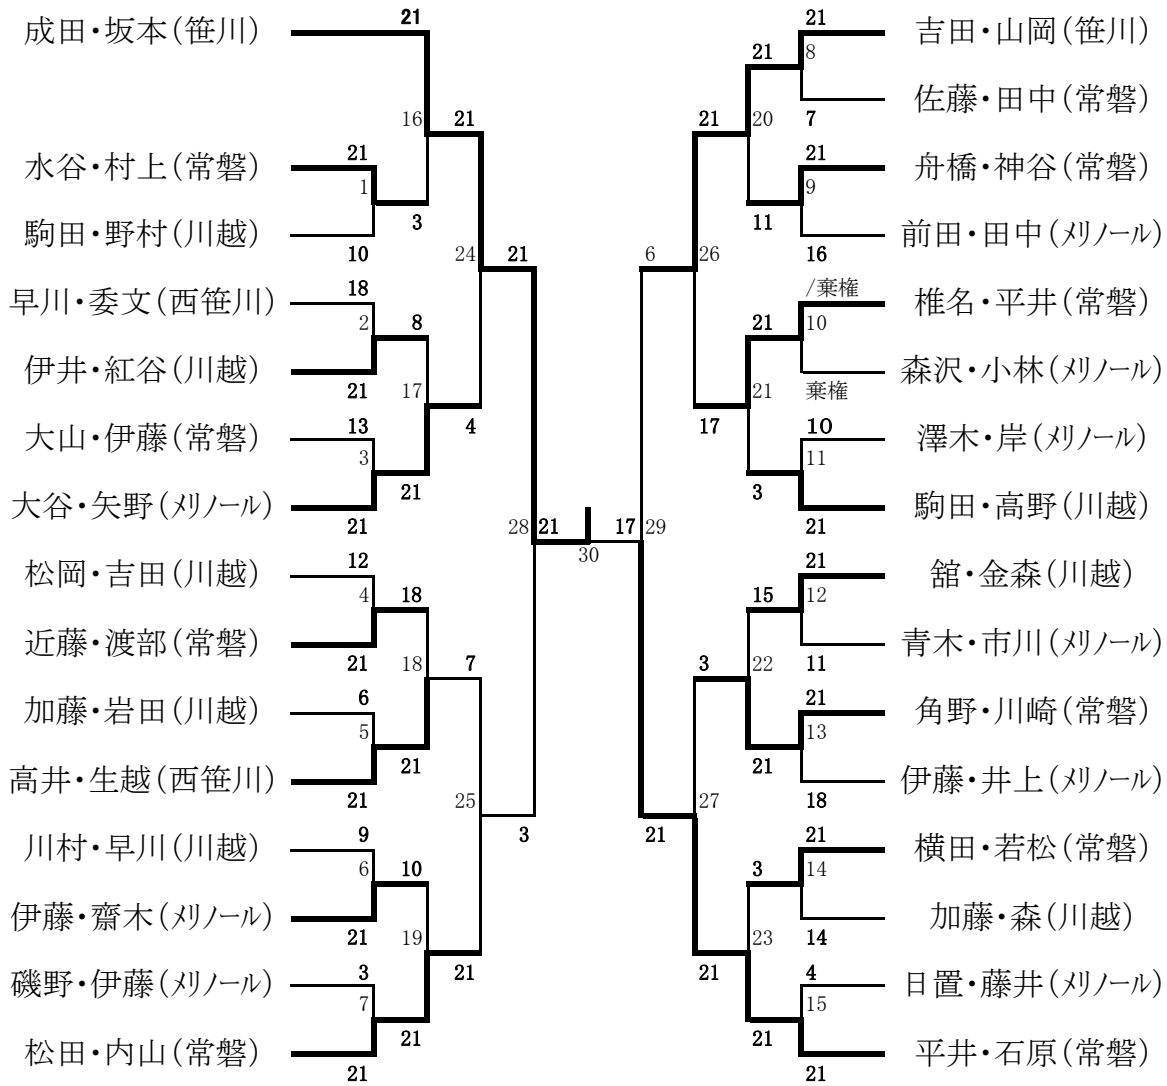 成田・坂本(笹川) 21 21 吉田・山岡(笹川)
21 8
佐藤・田中(常磐)
16 21 21 20 7
水谷・村上(常磐) 21 21 舟橋・神谷(常磐)
1 9
駒田・野村(川越) 3 11 前田・田中(メリノール)
10 24 21 6 26 16
早川・委文(西笹川) 18 /棄権 椎名・平井(常磐)
2 8 21 10
伊井・紅谷(川越) 森沢・小林(メリノール)
21 17 21 棄権
大山・伊藤(常磐) 13 4 17 10 澤木・岸(メリノール)
3 11
大谷・矢野(メリノール) 21 3 駒田・高野(川越)
21 28 21 17 29 21
30
松岡・吉田(川越) 12 21 舘・金森(川越)
4 18 15 12
近藤・渡部(常磐) 青木・市川(メリノール)
21 18 7 3 22 11
加藤・岩田(川越) 6 21 角野・川崎(常磐)
5 13
高井・生越(西笹川) 21 21 伊藤・井上(メリノール)
21 25 27 18
川村・早川(川越) 9 3 21 21 横田・若松(常磐)
6 10 3 14
伊藤・齋木(メリノール) 加藤・森(川越)
21 19 23 14
磯野・伊藤(メリノール) 3 21 21 4 日置・藤井(メリノール)
7 15
松田・内山(常磐) 21 21 平井・石原(常磐)
21 21